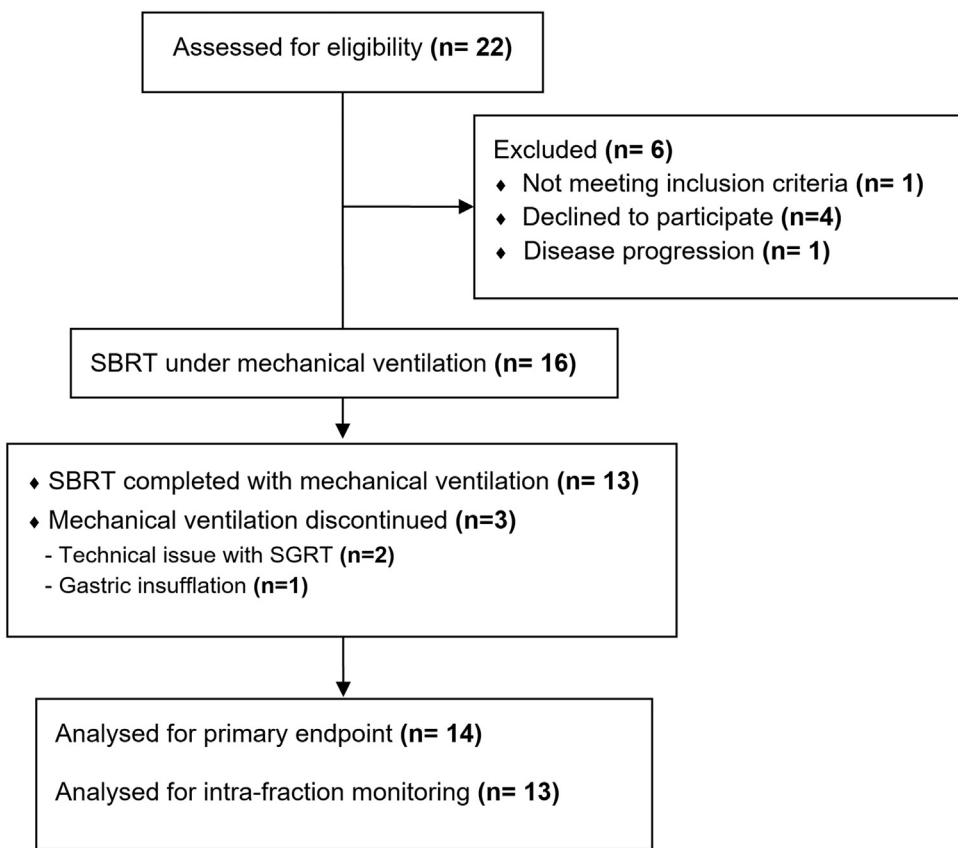 Assessed for eligibility (n= 22)
Excluded (n= 6)
♦ Not meeting inclusion criteria (n= 1)
♦ Declined to participate (n=4)
♦ Disease progression (n= 1)
SBRT under mechanical ventilation (n= 16)
♦ SBRT completed with mechanical ventilation (n= 13)
♦ Mechanical ventilation discontinued (n=3)
- Technical issue with SGRT (n=2)
- Gastric insufflation (n=1)
Analysed for primary endpoint (n= 14)
Analysed for intra-fraction monitoring (n= 13)